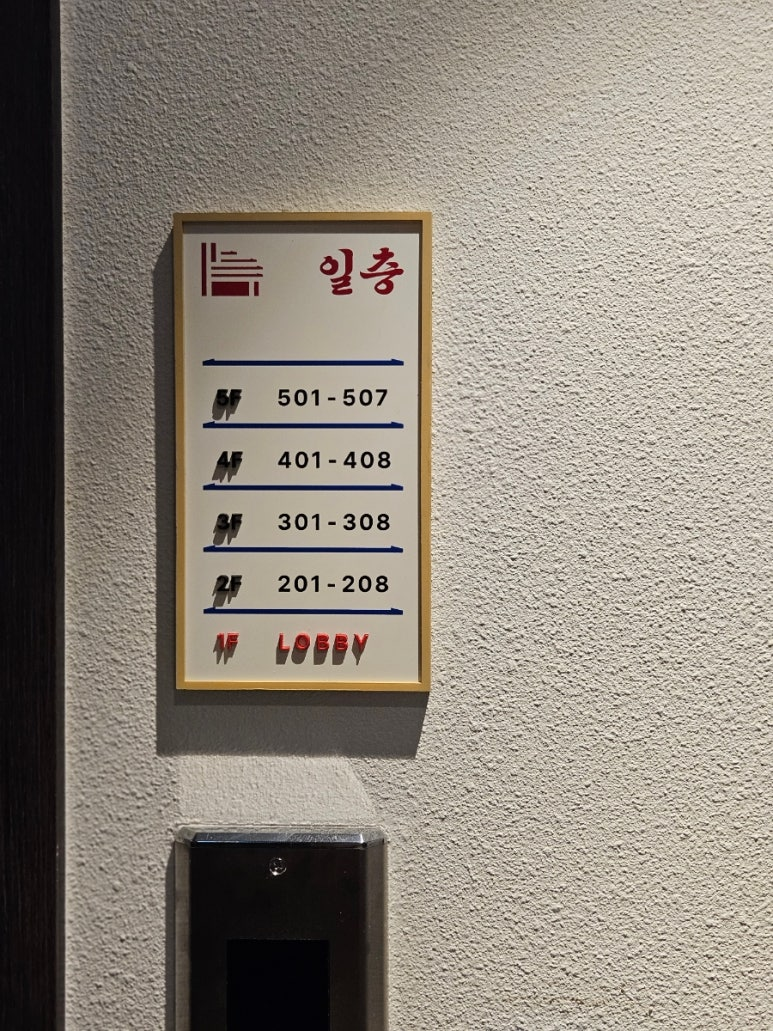 일층
5F 501-507
4F 401-408
3F 301-308
2F 201-208
1F LOBBY